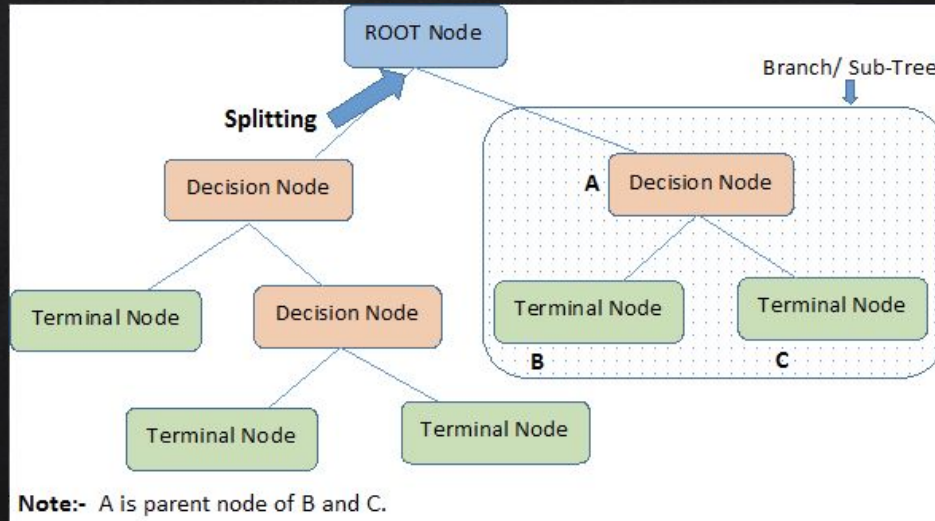 ROOT Node
Branch/ Sub-Tree
Splitting
Decision Node
A
Decision Node
Terminal Node
Decision Node
Terminal Node
Terminal Node
B
C
Terminal Node
Terminal Node
Note:- A is parent node of B and C.